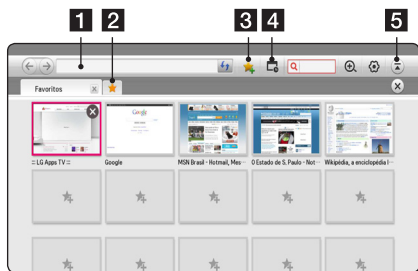 1 2 3 4 5
Favoritos
Google
:: LG Apps TV ::
Google
MSN Brasil - Hotmail, Mes···
O Estado de S. Paulo - Not···
Wikipédia, a enciclopédia l···